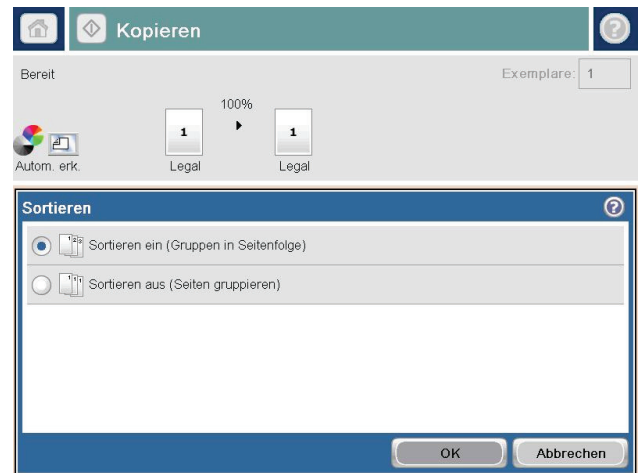 Kopieren
Bereit
Exemplare: 1
100%
1 1
Autom. erk. Legal Legal
Sortieren
Sortieren ein (Gruppen in Seitenfolge)
Sortieren aus (Seiten gruppieren)
OK Abbrechen